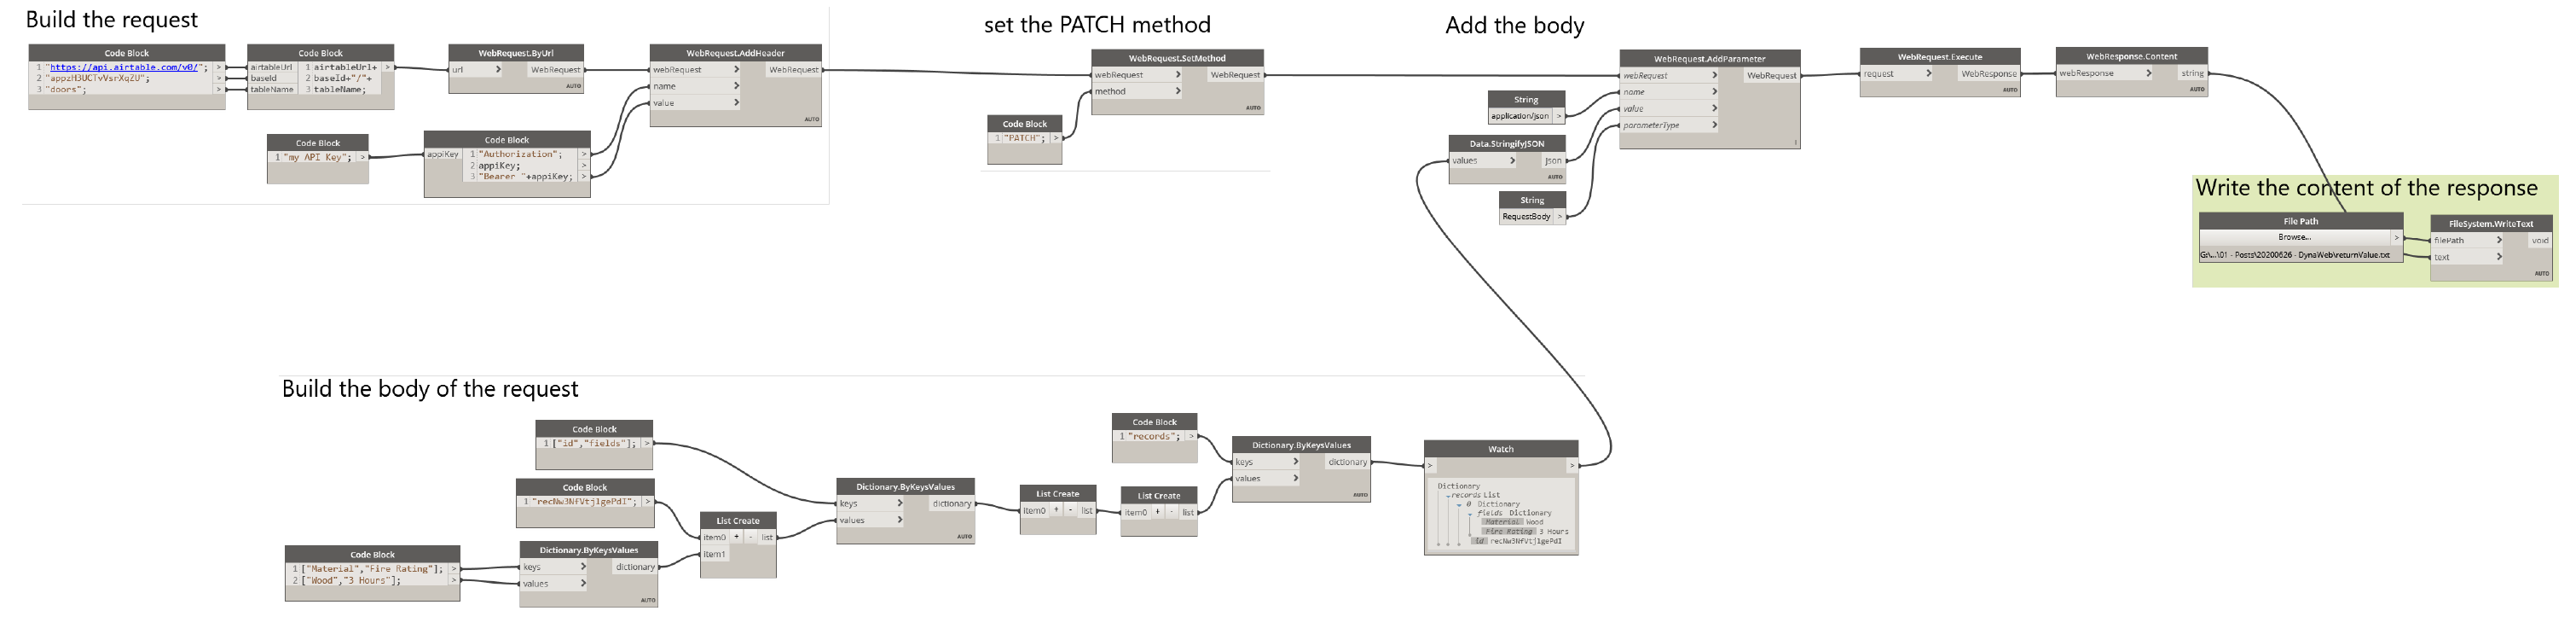 Build the request
set the PATCH method
Add the body
Code Block
1 "https://api.airtable.com/v0/"; >
2 "appzH3UCTvVsrXqZU"; >
3 "doors"; >
Code Block
airtableUrl 1 airtableUrl+ >
baseId 2 baseId+"/"+
tableName 3 tableName;
WebRequest.ByUrl
url > WebRequest
AUTO
WebRequest.AddHeader
webRequest > WebRequest
name >
value >
AUTO
Code Block
1 "my API Key"; >
Code Block
appiKey 1 "Authorization"; >
2 appiKey; >
3 "Bearer "+appiKey; >
WebRequest.SetMethod
webRequest > WebRequest
method >
AUTO
Code Block
1 "PATCH"; >
WebRequest.AddParameter
webRequest > WebRequest
name >
value >
parameterType >
String
application/json >
Data.StringifyJSON
values > json
AUTO
String
RequestBody >
WebRequest.Execute
request > WebResponse
AUTO
WebResponse.Content
webResponse > string
AUTO
Write the content of the response
File Path
Browse... >
G:\...\01 - Posts\20200626 - DynaWeb\returnValue.txt
FileSystem.WriteText
filePath > void
text >
AUTO
Build the body of the request
Code Block
1 ["id","fields"]; >
Code Block
1 "recNw3NfVtj1gePdI"; >
Code Block
1 ["Material","Fire Rating"]; >
2 ["Wood","3 Hours"]; >
Dictionary.ByKeysValues
keys > dictionary
values >
AUTO
List Create
item0 + - list
item1
Dictionary.ByKeysValues
keys > dictionary
values >
AUTO
List Create
item0 + - list
List Create
item0 + - list
Code Block
1 "records"; >
Dictionary.ByKeysValues
keys > dictionary
values >
AUTO
Watch
> >
Dictionary
records List
0 Dictionary
fields Dictionary
Material Wood
Fire Rating 3 Hours
id recNw3NfVtj1gePdI